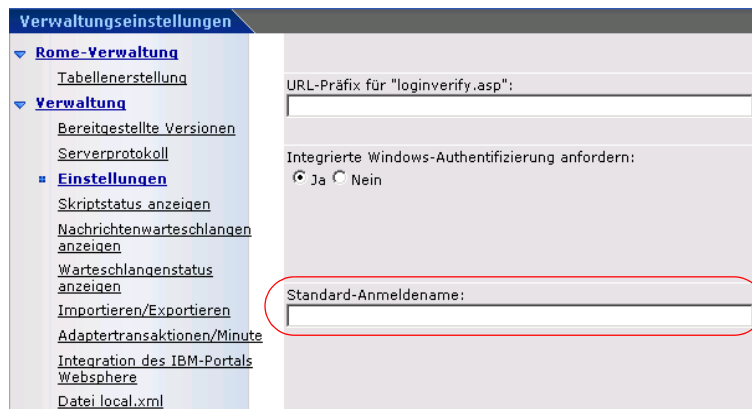 Verwaltungseinstellungen
Rome-Verwaltung
Tabellenerstellung
Verwaltung
Bereitgestellte Versionen
Serverprotokoll
Einstellungen
Skriptstatus anzeigen
Nachrichtenwarteschlangen
anzeigen
Warteschlangenstatus
anzeigen
Importieren/Exportieren
Adaptertransaktionen/Minute
Integration des IBM-Portals
Websphere
Datei local.xml
URL-Präfix für "loginverify.asp":
Integrierte Windows-Authentifizierung anfordern:
Ja Nein
Standard-Anmeldename: